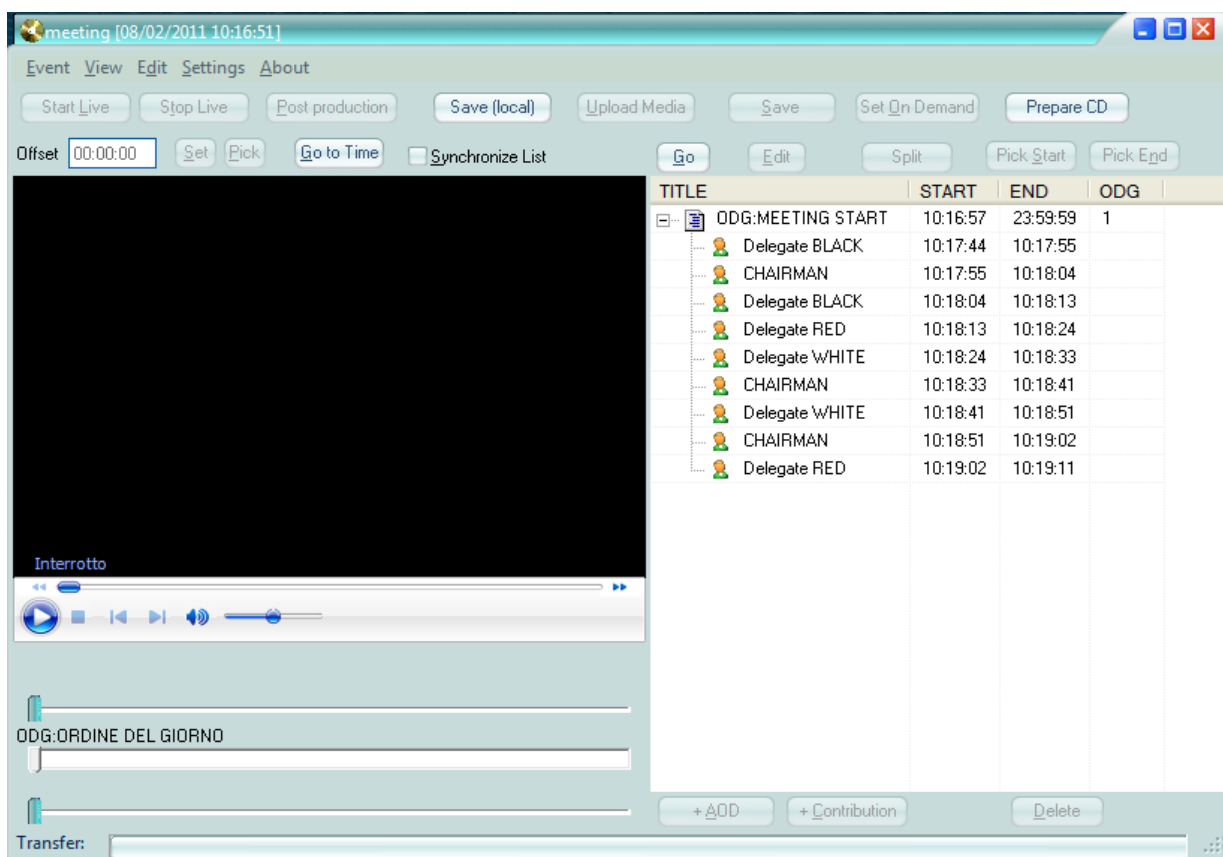 meeting [08/02/2011 10:16:51]
Event View Edit Settings About
Start Live Stop Live Post production Save (local) Upload Media Save Set On Demand Prepare CD
Offset 00:00:00 Set Pick Go to Time Synchronize List Go Edit Split Pick Start Pick End
TITLE START END ODG
ODG:MEETING START 10:16:57 23:59:59 1
Delegate BLACK 10:17:44 10:17:55
CHAIRMAN 10:17:55 10:18:04
Delegate BLACK 10:18:04 10:18:13
Delegate RED 10:18:13 10:18:24
Delegate WHITE 10:18:24 10:18:33
CHAIRMAN 10:18:33 10:18:41
Delegate WHITE 10:18:41 10:18:51
CHAIRMAN 10:18:51 10:19:02
Delegate RED 10:19:02 10:19:11
Interrotto
ODG:ORDINE DEL GIORNO
+ AOD + Contribution Delete
Transfer: